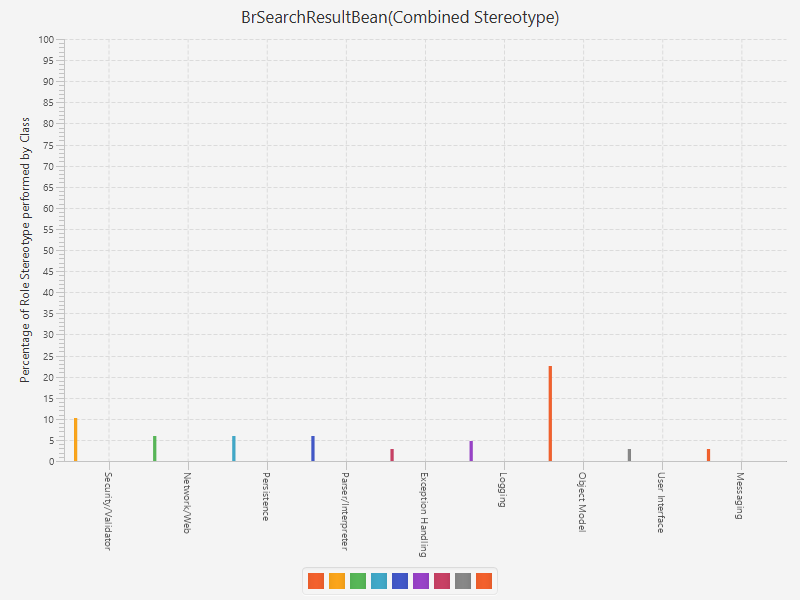 BrSearchResultBean(Combined Stereotype)
Percentage of Role Stereotype performed by Class
100
95
90
85
80
75
70
65
60
55
50
45
40
35
30
25
20
15
10
5
0
Security/Validator
Network/Web
Persistence
Parser/Interpreter
Exception Handling
Logging
Object Model
User Interface
Messaging